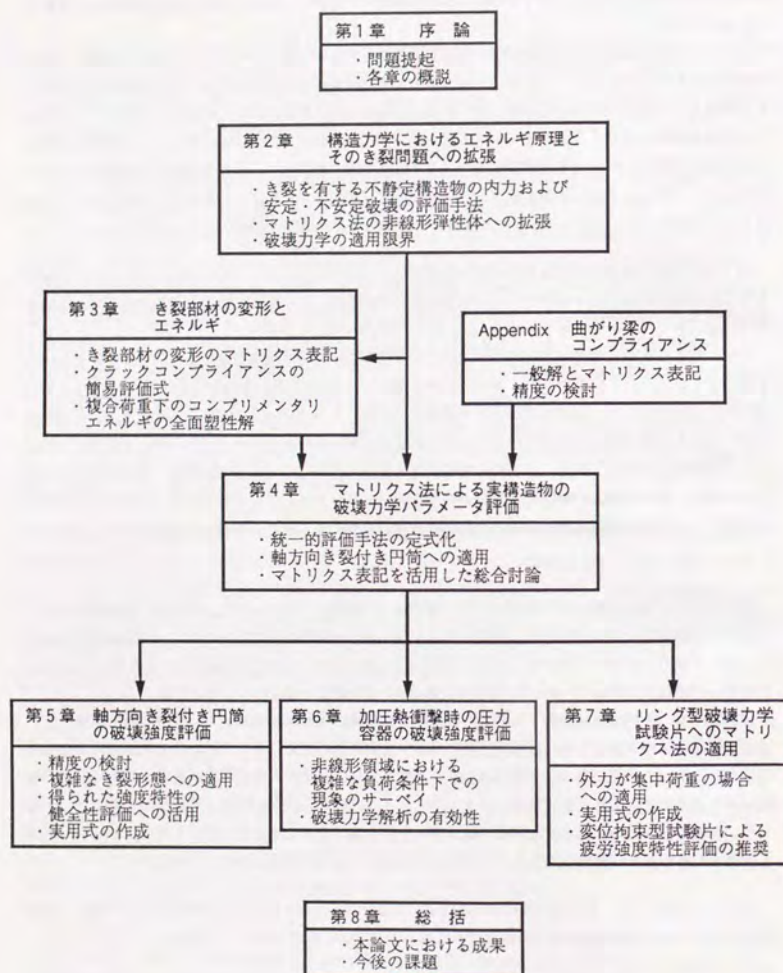 第1章　序　論
・問題提起
・各章の概説
第2章　構造力学におけるエネルギ原理と
そのき裂問題への拡張
・き裂を有する不静定構造物の内力および
安定・不安定破壊の評価手法
・マトリクス法の非線形弾性体への拡張
・破壊力学の適用限界
第3章　き裂部材の変形と
エネルギ
・き裂部材の変形のマトリクス表記
・クラックコンプライアンスの
簡易評価式
・複合荷重下のコンプリメンタリ
エネルギの全面塑性解
Appendix　曲がり梁の
コンプライアンス
・一般解とマトリクス表記
・精度の検討
第4章　マトリクス法による実構造物の
破壊力学パラメータ評価
・統一的評価手法の定式化
・軸方向き裂付き円筒への適用
・マトリクス表記を活用した総合討論
第5章　軸方向き裂付き円筒
の破壊強度評価
・精度の検討
・複雑なき裂形態への適用
・得られた強度特性の
健全性評価への活用
・実用式の作成
第6章　加圧熱衝撃時の圧力
容器の破壊強度評価
・非線形領域における
複雑な負荷条件下での
現象のサーベイ
・破壊力学解析の有効性
第7章　リング型破壊力学
試験片へのマトリ
クス法の適用
・外力が集中荷重の場合
への適用
・実用式の作成
・変位拘束型試験片による
疲労強度特性評価の推奨
第8章　総　括
・本論文における成果
・今後の課題